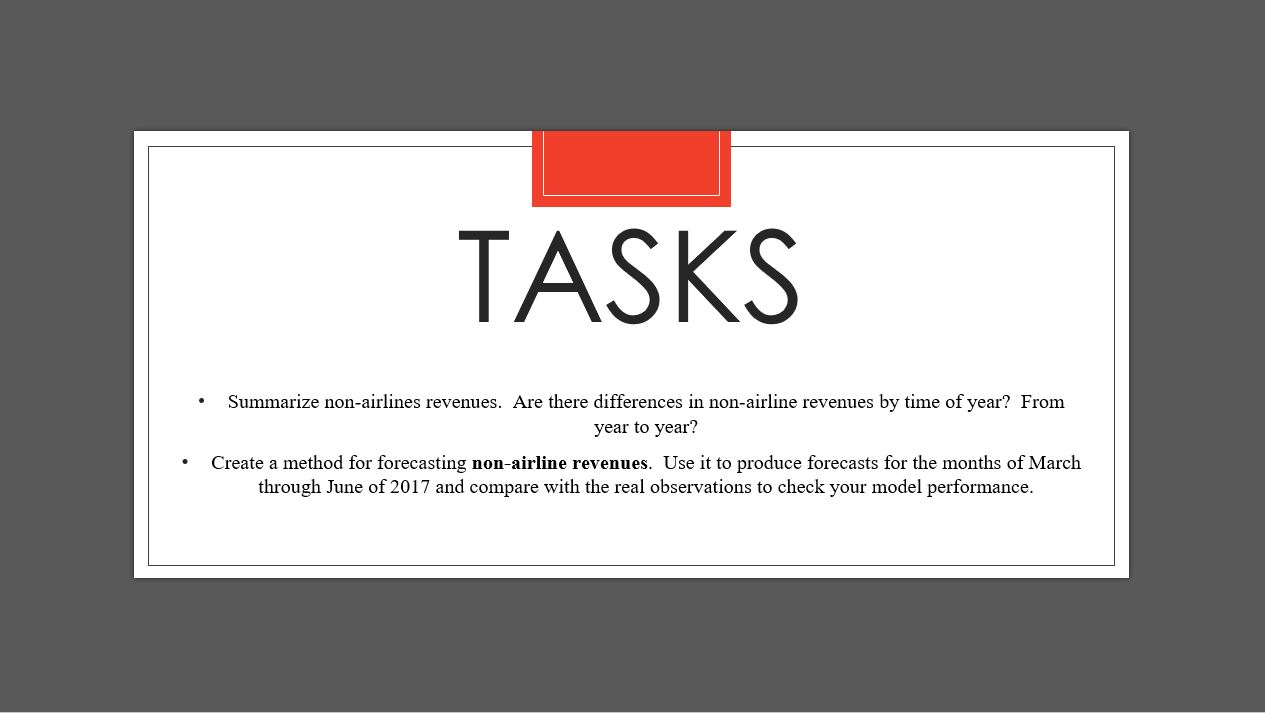 TASKS
• Summarize non-airlines revenues.  Are there differences in non-airline revenues by time of year?  From
year to year?
• Create a method for forecasting non-airline revenues.  Use it to produce forecasts for the months of March
through June of 2017 and compare with the real observations to check your model performance.